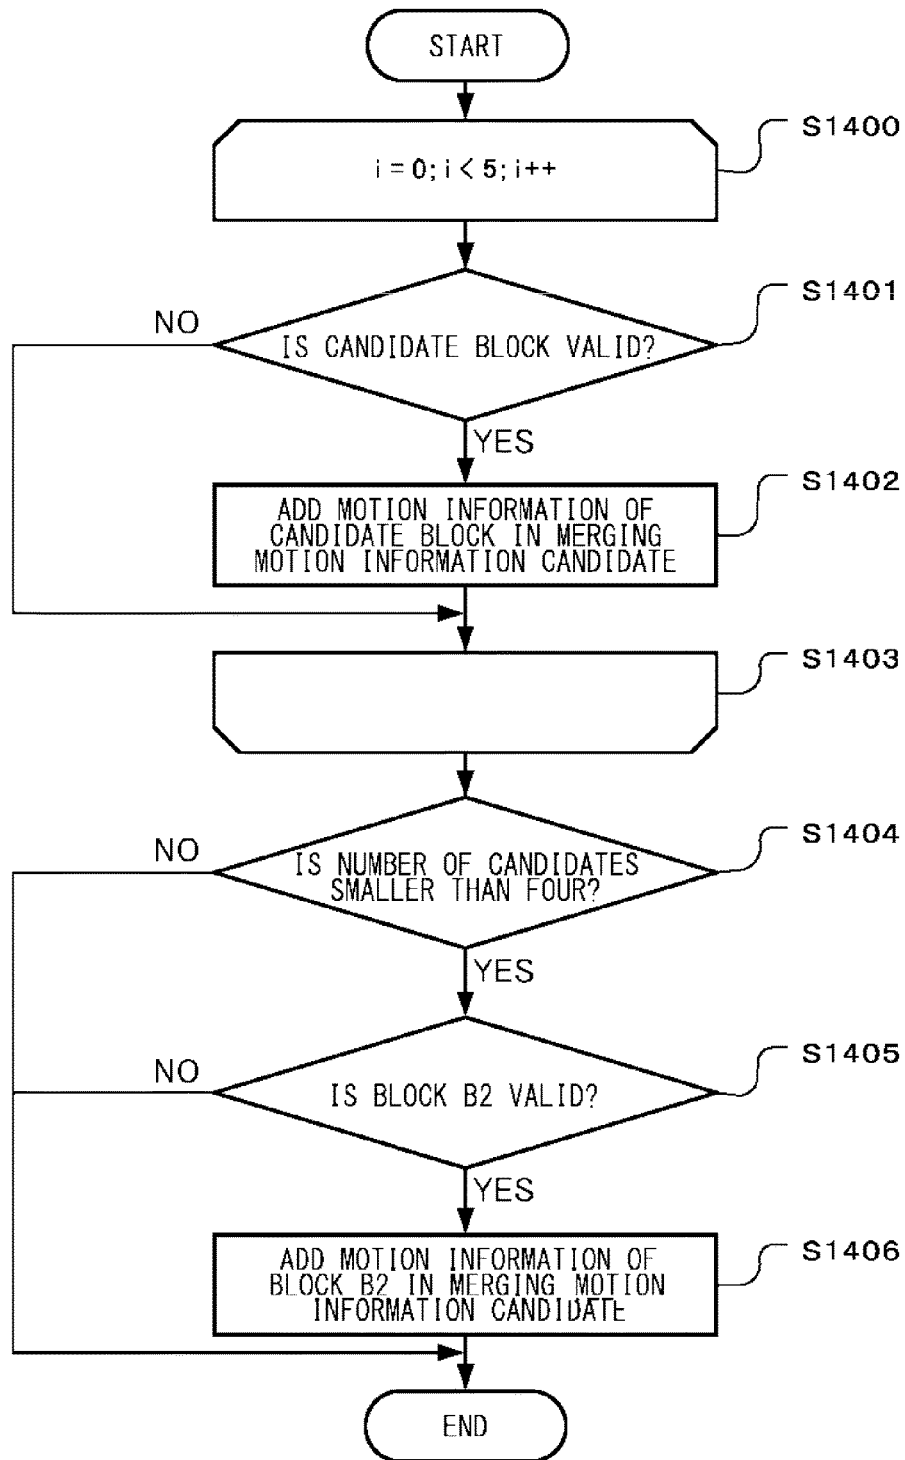 START
S1400
i = 0; i < 5; i++
S1401
NO
IS CANDIDATE BLOCK VALID?
YES
S1402
ADD MOTION INFORMATION OF
CANDIDATE BLOCK IN MERGING
MOTION INFORMATION CANDIDATE
S1403
S1404
NO
IS NUMBER OF CANDIDATES
SMALLER THAN FOUR?
YES
S1405
NO
IS BLOCK B2 VALID?
YES
S1406
ADD MOTION INFORMATION OF
BLOCK B2 IN MERGING MOTION
INFORMATION CANDIDATE
END